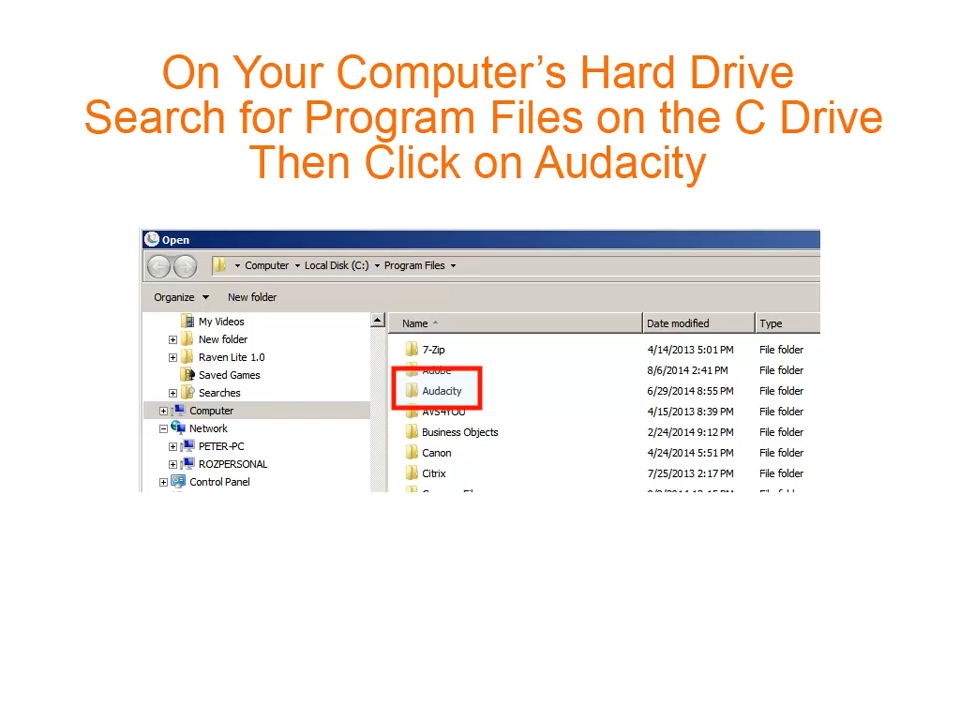 On Your Computer's Hard Drive
Search for Program Files on the C Drive
Then Click on Audacity
Open
Computer Local Disk (C:) Program Files
Organize New folder
My Videos
New folder
Raven Lite 1.0
Saved Games
Searches
Computer
Network
PETER-PC
ROZPERSONAL
Control Panel
Name Date modified Type
7-Zip 4/14/2013 5:01 PM File folder
Adobe 8/6/2014 2:41 PM File folder
Audacity 6/29/2014 8:55 PM File folder
AVS4YOU 4/15/2013 8:39 PM File folder
Business Objects 2/24/2014 9:12 PM File folder
Canon 4/24/2014 5:51 PM File folder
Citrix 7/25/2013 2:17 PM File folder